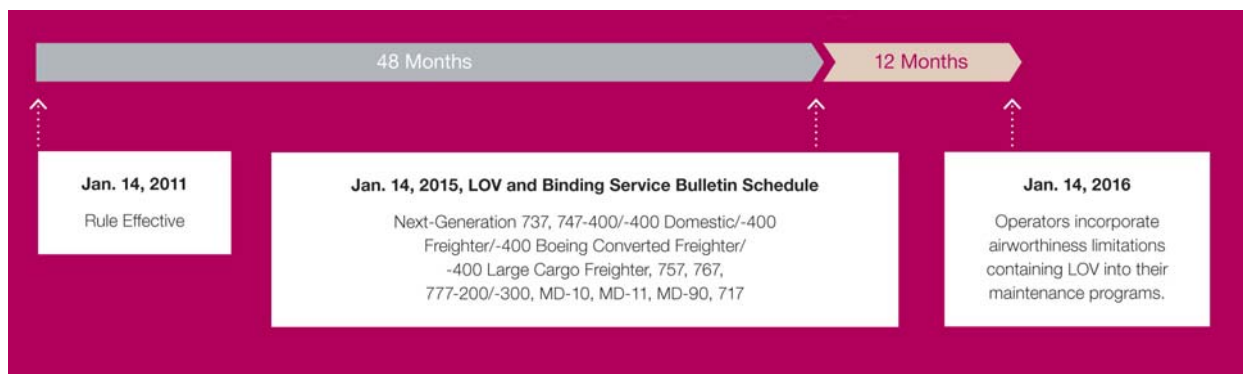 48 Months
12 Months
Jan. 14, 2011
Rule Effective
Jan. 14, 2015, LOV and Binding Service Bulletin Schedule
Next-Generation 737, 747-400/-400 Domestic/-400
Freighter/-400 Boeing Converted Freighter/
-400 Large Cargo Freighter, 757, 767,
777-200/-300, MD-10, MD-11, MD-90, 717
Jan. 14, 2016
Operators incorporate
airworthiness limitations
containing LOV into their
maintenance programs.